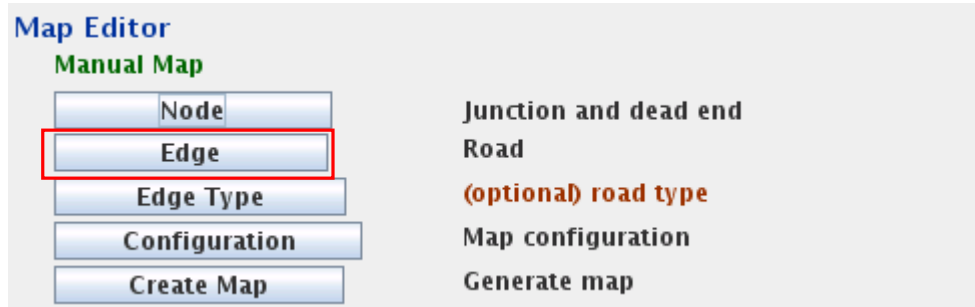 Map Editor
Manual Map
Node Junction and dead end
Edge Road
Edge Type (optional) road type
Configuration Map configuration
Create Map Generate map